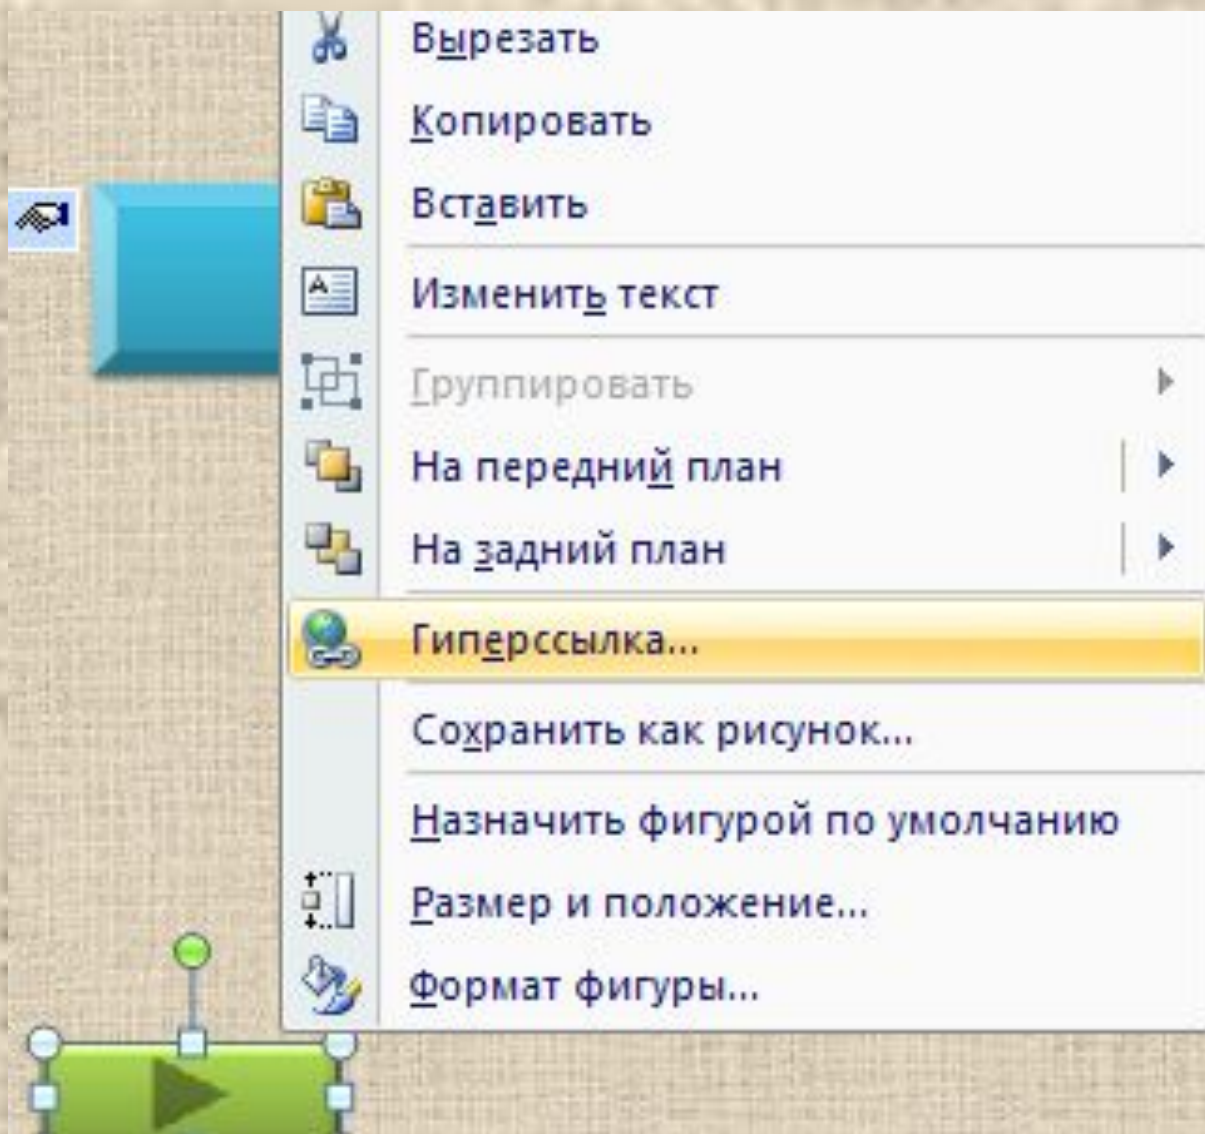 Вырезать
Копировать
Вставить
Изменить текст
Группировать
На передний план
На задний план
Гиперссылка...
Сохранить как рисунок...
Назначить фигурой по умолчанию
Размер и положение...
Формат фигуры...